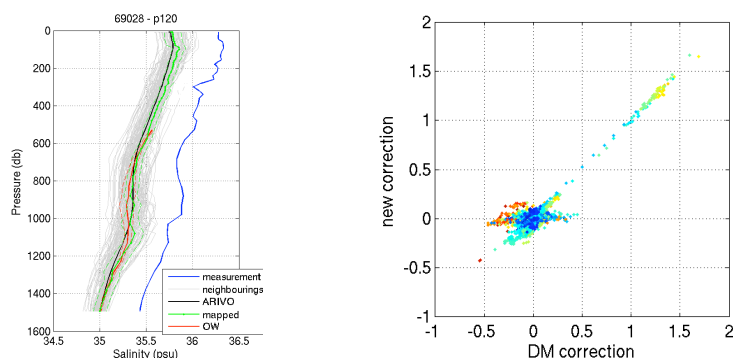 69028 - p120
0
200
400
600
800
1000
1200
1400
1600
Pressure (db)
measurement
neighbourings
ARIVO
mapped
OW
34.5 35 35.5 36 36.5
Salinity (psu)
2
1.5
1
0.5
0
-0.5
-1
new correction
-1 -0.5 0 0.5 1 1.5 2
DM correction